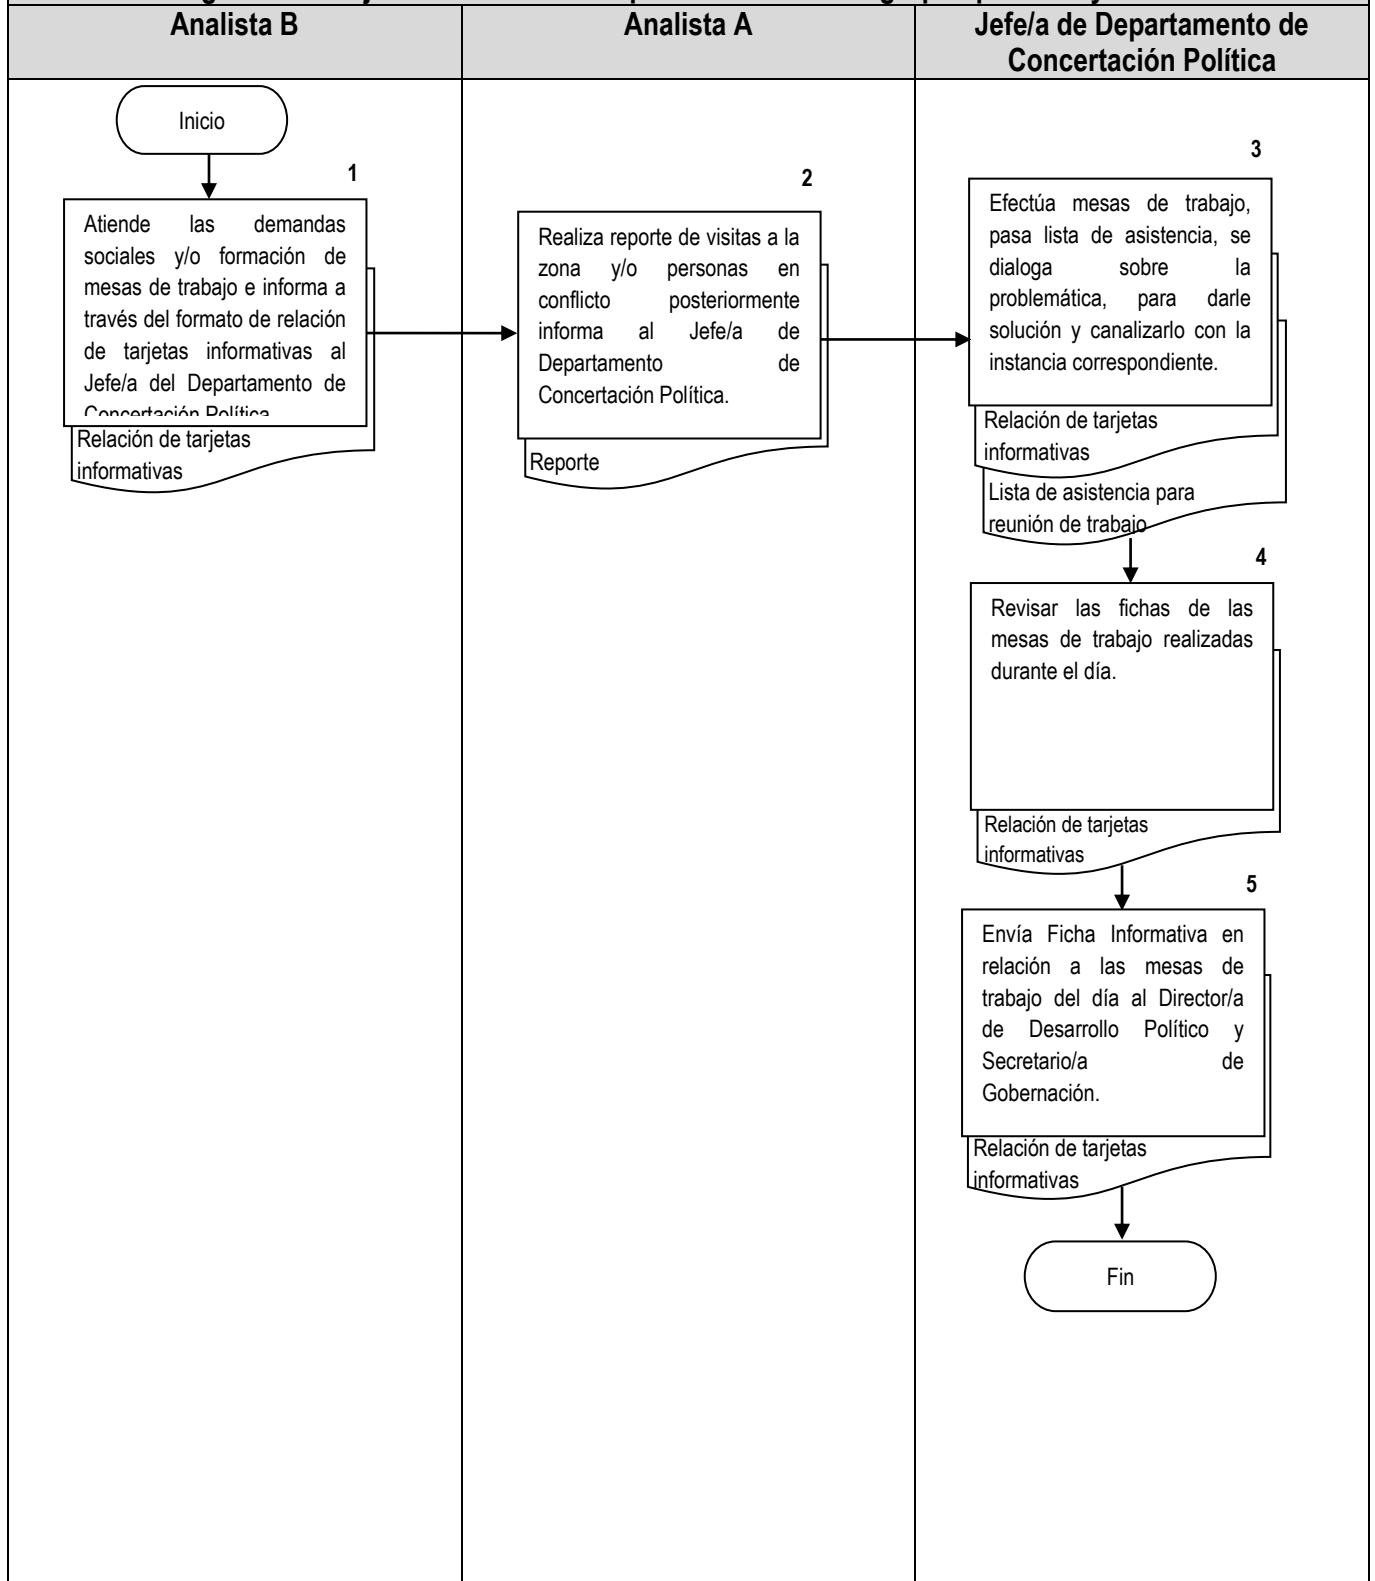 Analista B
Analista A
Jefe/a de Departamento de
Concertación Política
Inicio
1
Atiende las demandas
sociales y/o formación de
mesas de trabajo e informa a
través del formato de relación
de tarjetas informativas al
Jefe/a del Departamento de
Concertación Política
Relación de tarjetas
informativas
2
Realiza reporte de visitas a la
zona y/o personas en
conflicto posteriormente
informa al Jefe/a de
Departamento de
Concertación Política.
Reporte
3
Efectúa mesas de trabajo,
pasa lista de asistencia, se
dialoga sobre la
problemática, para darle
solución y canalizarlo con la
instancia correspondiente.
Relación de tarjetas
informativas
Lista de asistencia para
reunión de trabajo
4
Revisar las fichas de las
mesas de trabajo realizadas
durante el día.
Relación de tarjetas
informativas
5
Envía Ficha Informativa en
relación a las mesas de
trabajo del día al Director/a
de Desarrollo Político y
Secretario/a de
Gobernación.
Relación de tarjetas
informativas
Fin